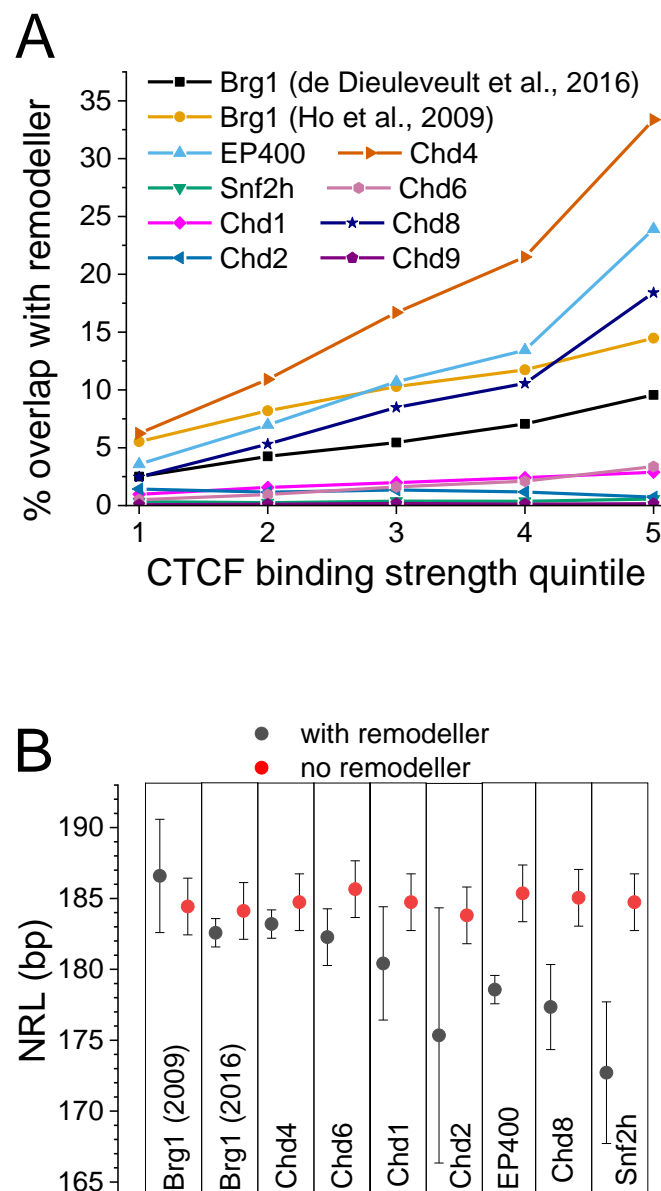 A
Brg1 (de Dieuleveult et al., 2016)
Brg1 (Ho et al., 2009)
EP400 Chd4
Snf2h Chd6
Chd1 Chd8
Chd2 Chd9
% overlap with remodeller
35
30
25
20
15
10
5
0
1 2 3 4 5
CTCF binding strength quintile
B
with remodeller
no remodeller
NRL (bp)
190
185
180
175
170
165
Brg1 (2009)
Brg1 (2016)
Chd4
Chd6
Chd1
Chd2
EP400
Chd8
Snf2h